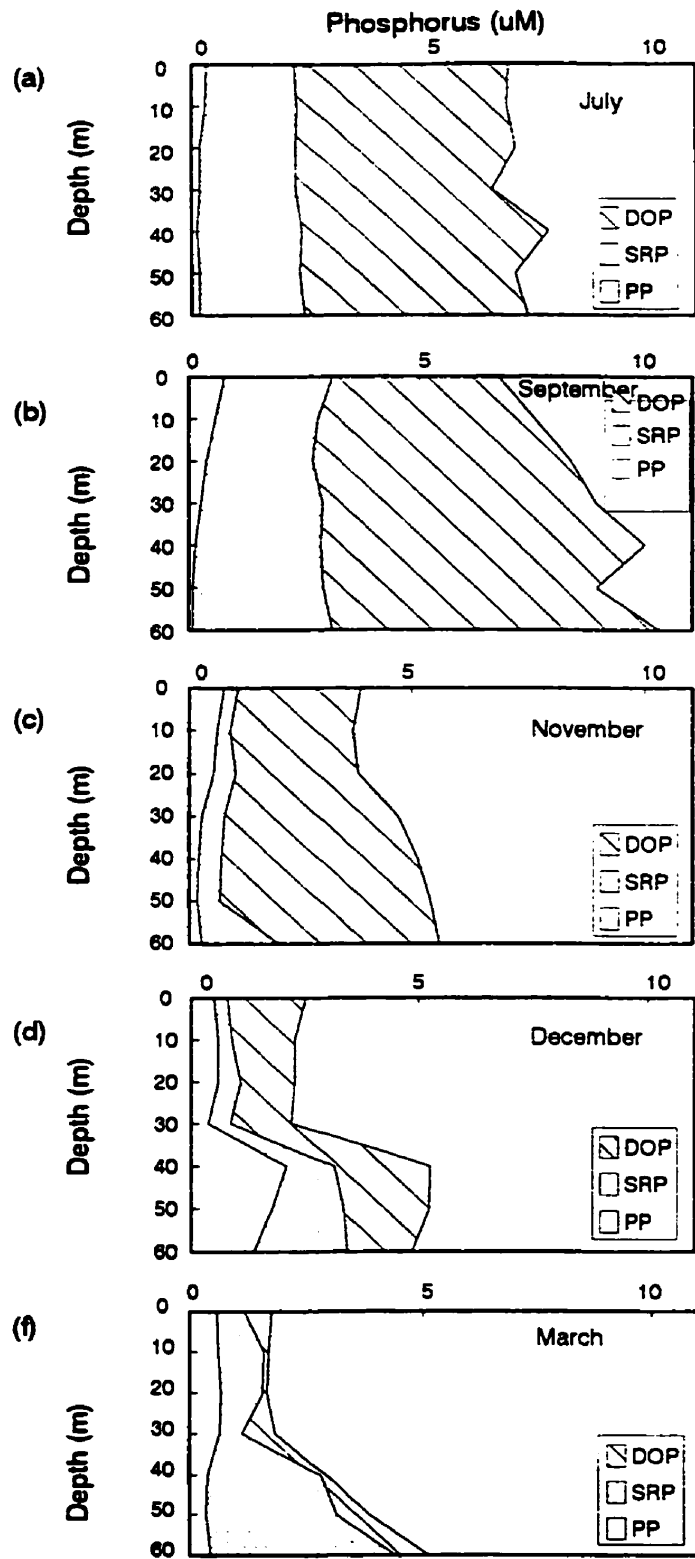 Phosphorus (uM)
0 5 10
(a)
July
Depth (m)
0
10
20
30
40
50
60
DOP
SRP
PP
0 5 10
(b)
September
Depth (m)
0
10
20
30
40
50
60
DOP
SRP
PP
0 5 10
(c)
November
Depth (m)
0
10
20
30
40
50
60
DOP
SRP
PP
0 5 10
(d)
December
Depth (m)
0
10
20
30
40
50
60
DOP
SRP
PP
0 5 10
(f)
March
Depth (m)
0
10
20
30
40
50
60
DOP
SRP
PP